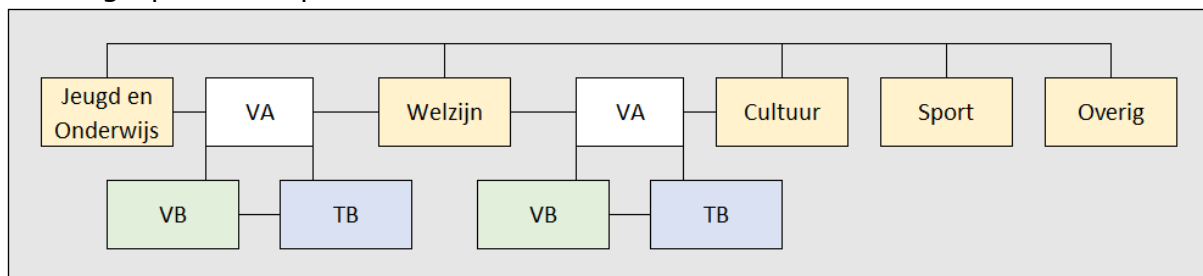 Jeugd en
Onderwijs
VA
Welzijn
VA
Cultuur
Sport
Overig
VB
TB
VB
TB